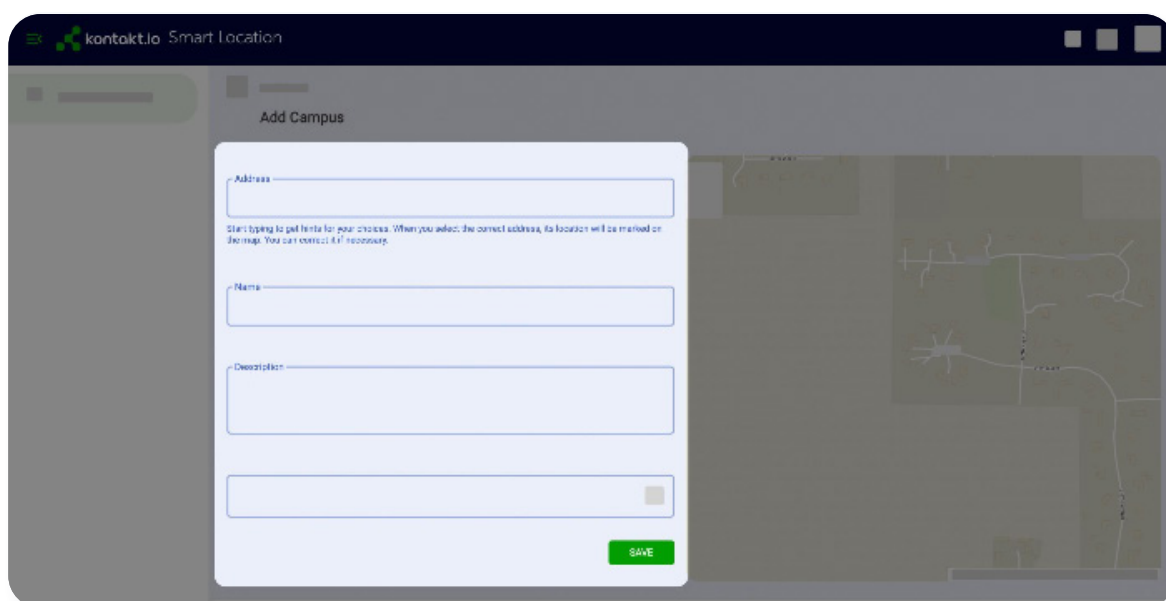 kontakt.io Smart Location
Add Campus
Address
Start typing to get hints for your choices. When you select the correct address, its location will be marked on
the map. You can correct it if necessary.
Name
Description
SAVE